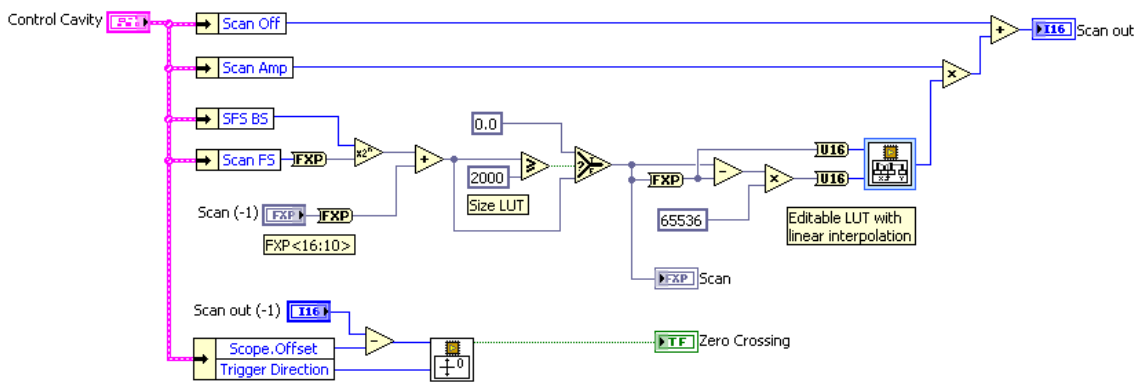 Control Cavity
Scan Off
I16
Scan out
Scan Amp
SFS BS
0.0
U16
Scan FS
FXP
x2ⁿ
2000
?
FXP
U16
Size LUT
Scan (-1)
FXP
FXP
65536
Editable LUT with
linear interpolation
FXP<16:10>
FXP
Scan
Scan out (-1)
I16
Scope.Offset
TF
Zero Crossing
Trigger Direction
0